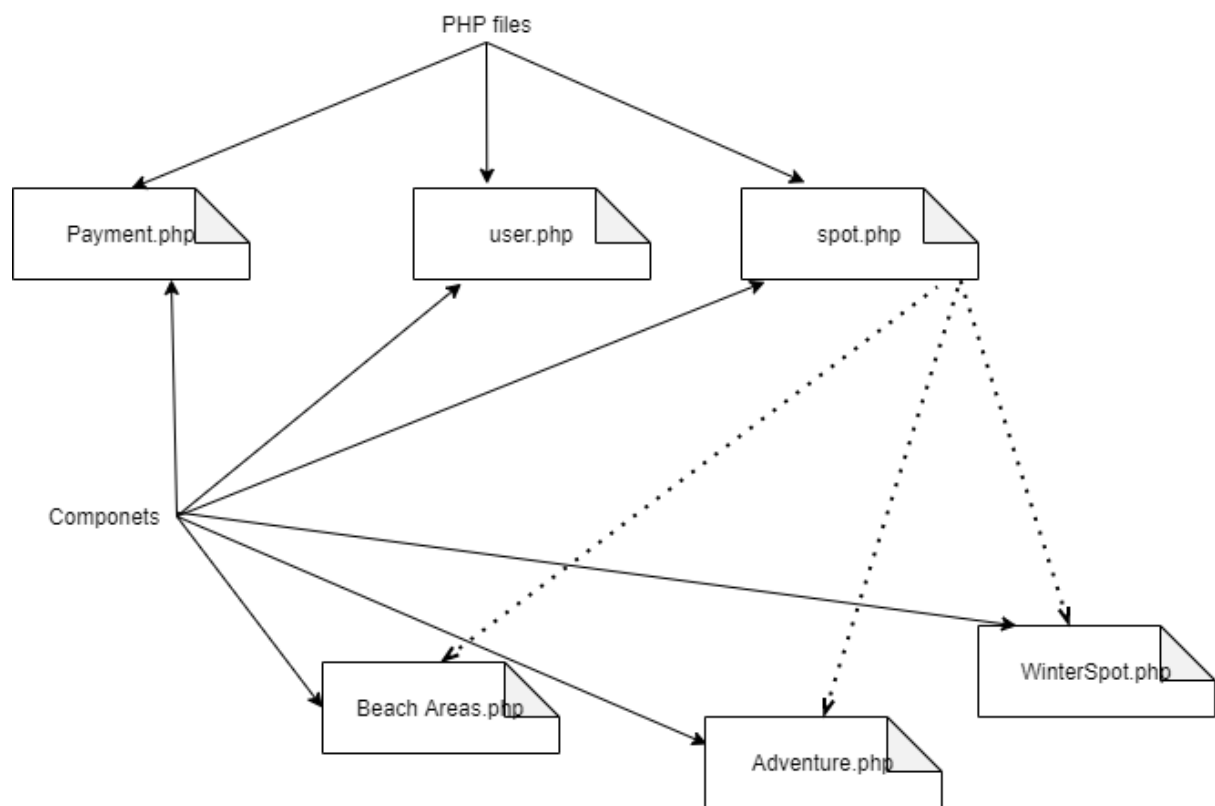 PHP files
Payment.php
user.php
spot.php
Componets
Beach Areas.php
Adventure.php
WinterSpot.php